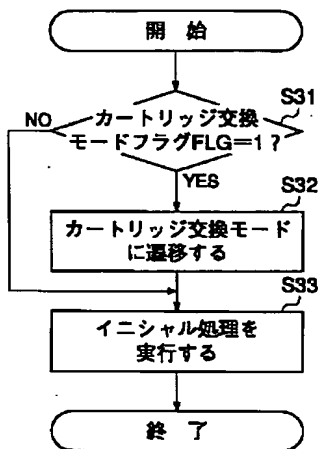 開 始
S31
カートリッジ交換
モードフラグFLG=1?
NO
YES
S32
カートリッジ交換モード
に遷移する
S33
イニシャル処理を
実行する
終 了